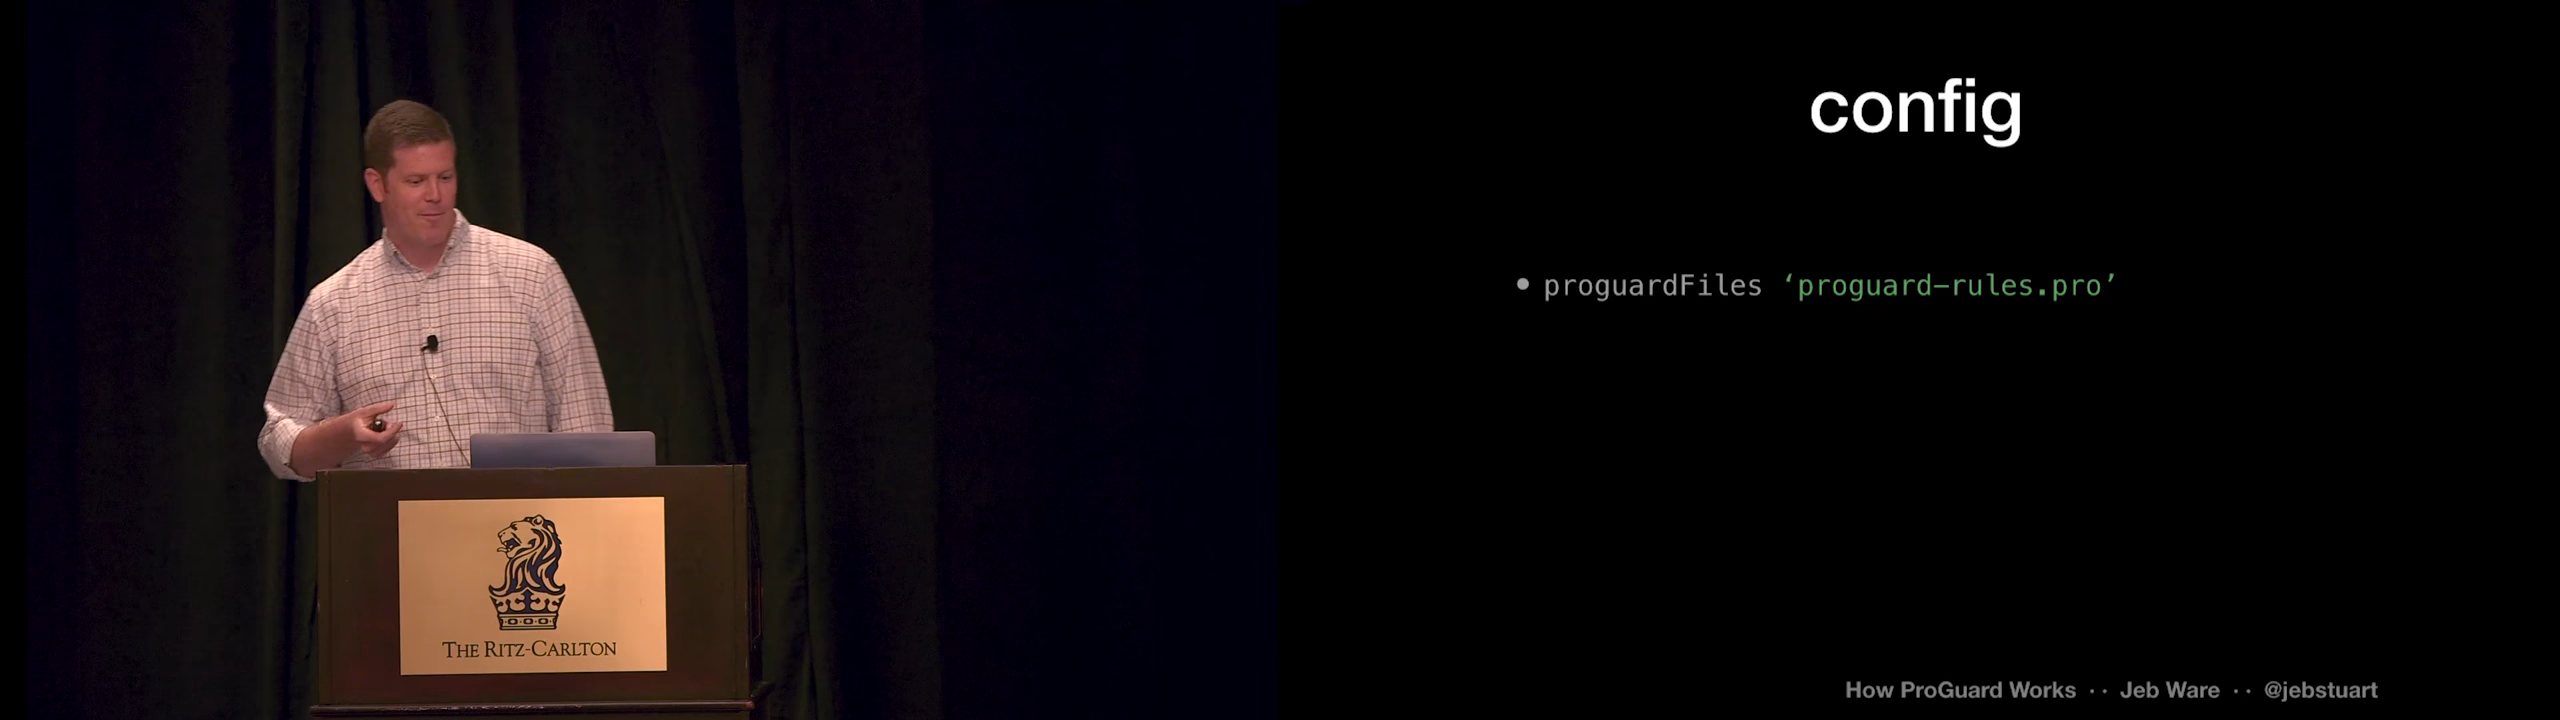 THE RITZ-CARLTON
config
• proguardFiles ‘proguard-rules.pro’
How ProGuard Works ·· Jeb Ware ·· @jebstuart